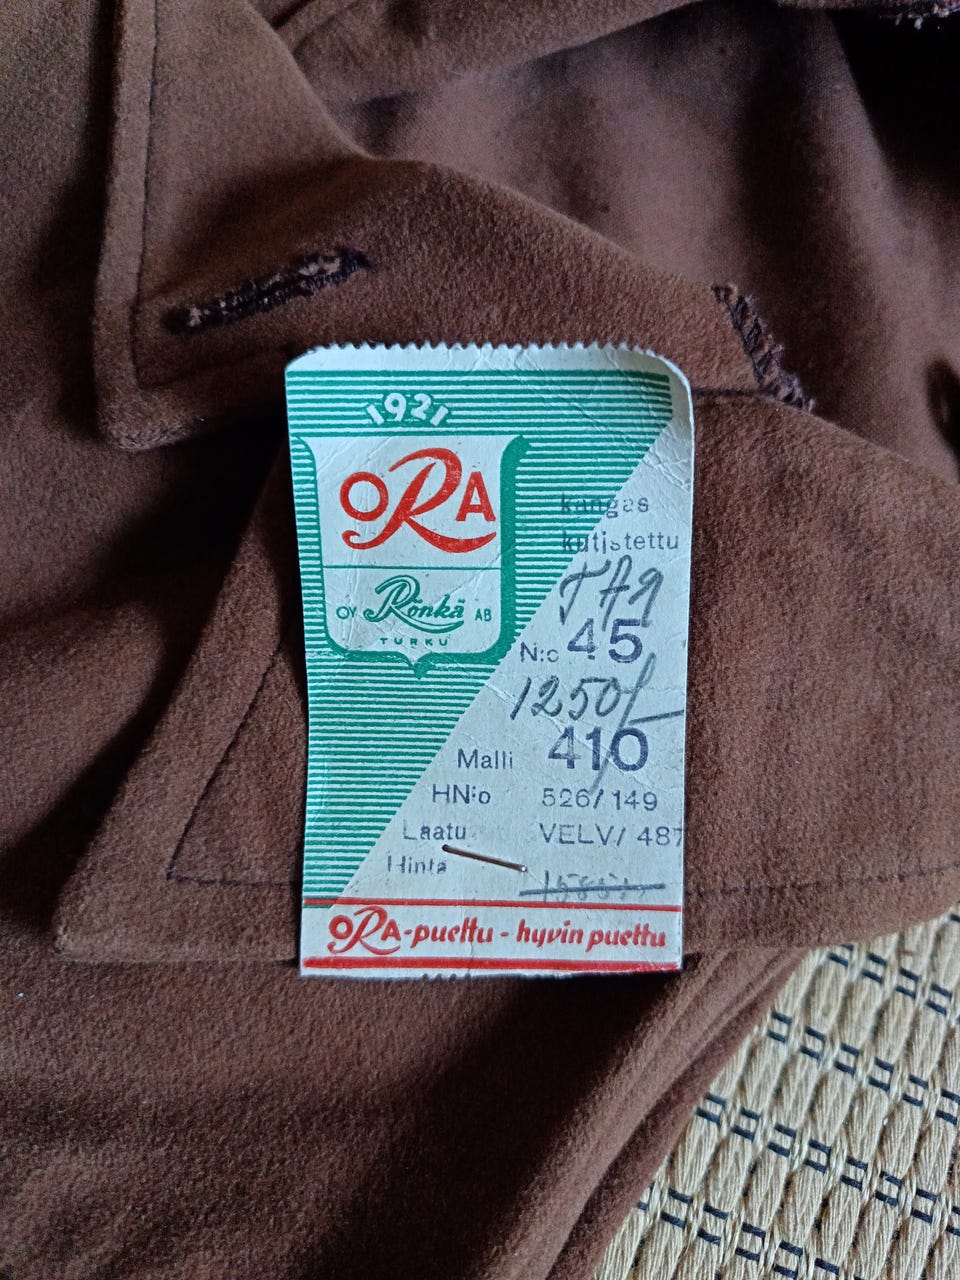 1921
ORA
OY Rönkä AB
TURKU
kangas
kutistettu
N:o 45
1250/-
Malli 410
HN:o 526/149
Laatu VELV/ 487
Hinta
ORA-puettu - hyvin puettu